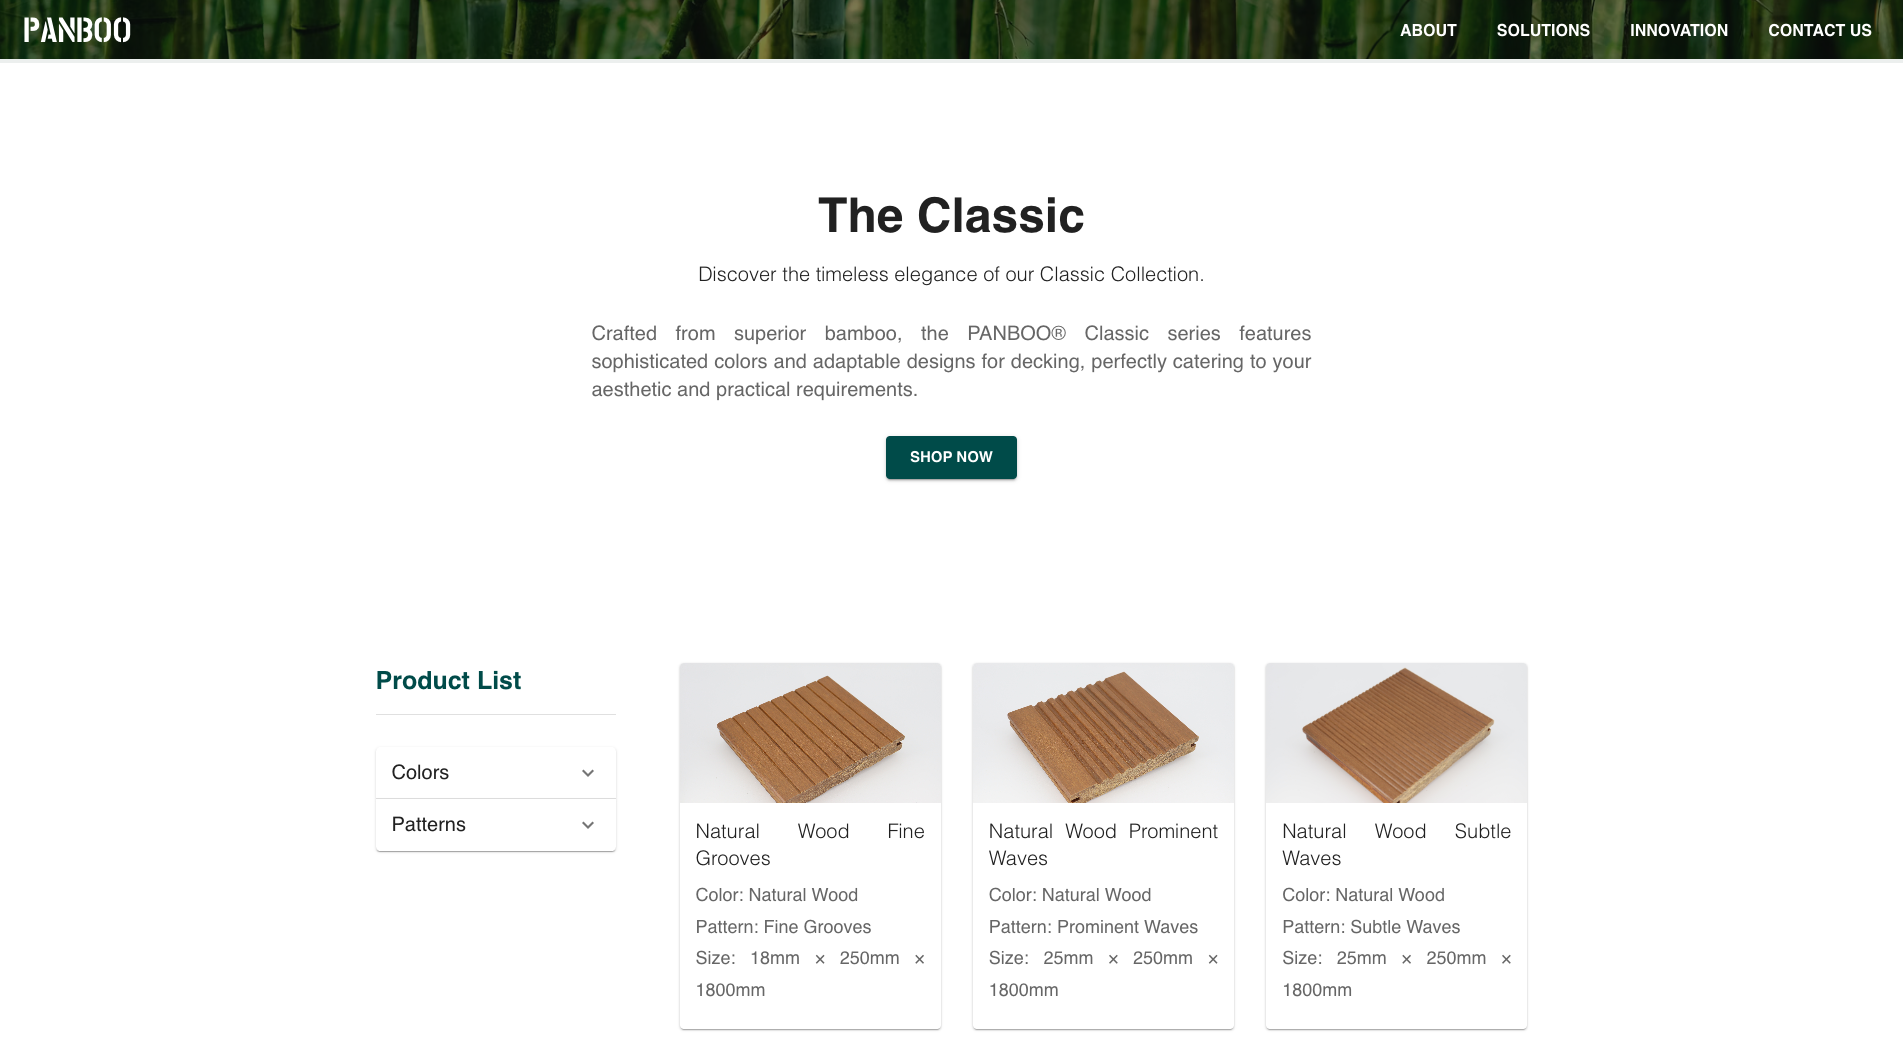 PANBOO
ABOUT
SOLUTIONS
INNOVATION
CONTACT US
The Classic
Discover the timeless elegance of our Classic Collection.
Crafted from superior bamboo, the PANBOO® Classic series features
sophisticated colors and adaptable designs for decking, perfectly catering to your
aesthetic and practical requirements.
SHOP NOW
Product List
Colors
Patterns
Natural Wood Fine
Grooves
Color: Natural Wood
Pattern: Fine Grooves
Size: 18mm × 250mm ×
1800mm
Natural Wood Prominent
Waves
Color: Natural Wood
Pattern: Prominent Waves
Size: 25mm × 250mm ×
1800mm
Natural Wood Subtle
Waves
Color: Natural Wood
Pattern: Subtle Waves
Size: 25mm × 250mm ×
1800mm